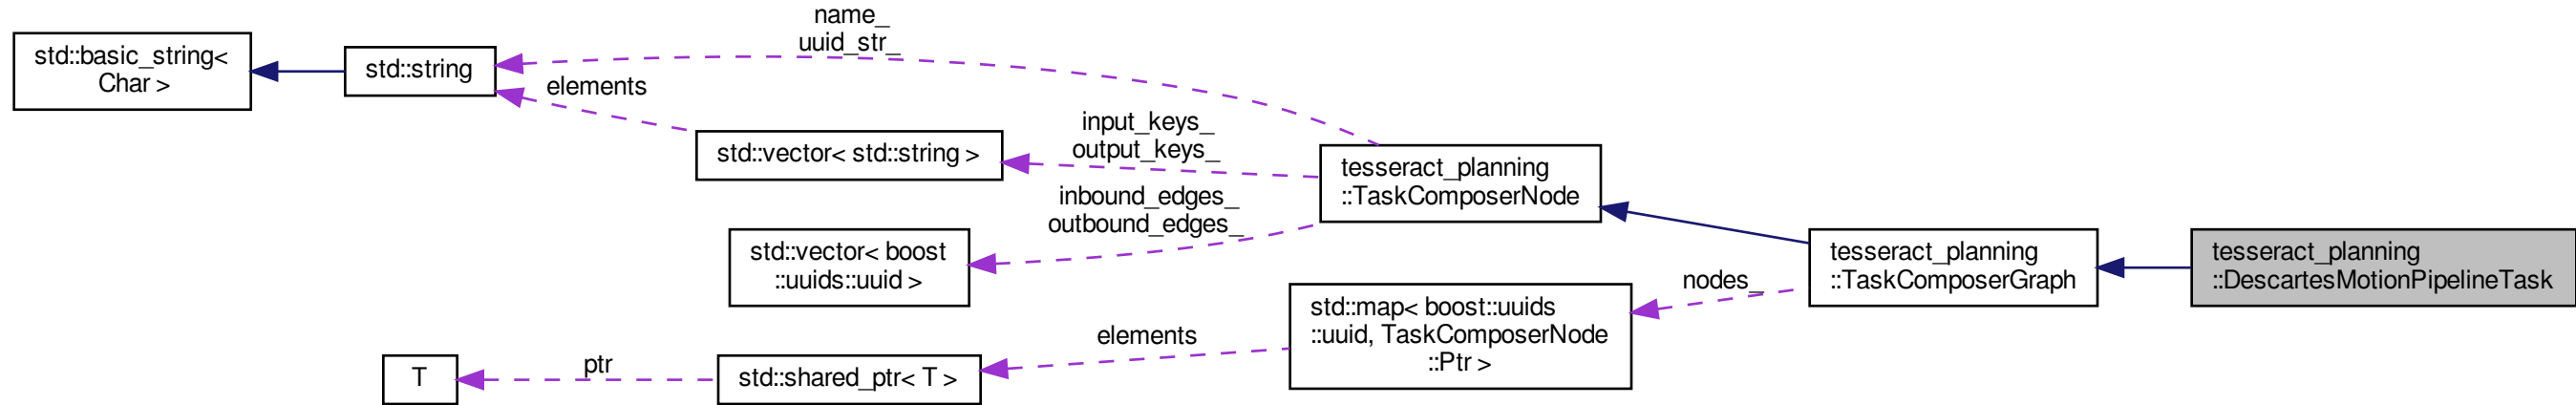 name_
uuid_str_
std::basic_string<
Char >
std::string
elements
std::vector< std::string >
input_keys_
output_keys_
tesseract_planning
::TaskComposerNode
inbound_edges_
outbound_edges_
std::vector< boost
::uuids::uuid >
tesseract_planning
::TaskComposerGraph
tesseract_planning
::DescartesMotionPipelineTask
nodes_
std::map< boost::uuids
::uuid, TaskComposerNode
::Ptr >
elements
std::shared_ptr< T >
ptr
T